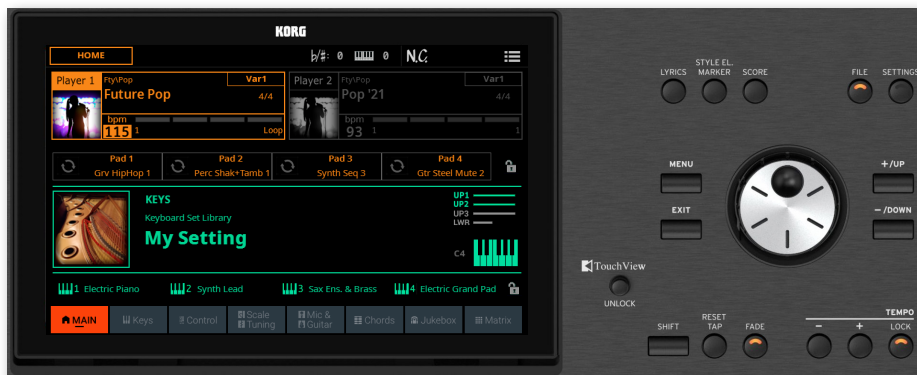 KORG
HOME
♭/#: 0 0 N.C.
Player 1 Fty\Pop Var1
Future Pop 4/4
bpm
115 1 Loop
Player 2 Fty\Pop Var1
Pop '21 4/4
bpm
93 1 1
Pad 1
Grv HipHop 1
Pad 2
Perc Shak+Tamb 1
Pad 3
Synth Seq 3
Pad 4
Gtr Steel Mute 2
KEYS
Keyboard Set Library
My Setting
UP1
UP2
UP3
LWR
C4
1 Electric Piano
2 Synth Lead
3 Sax Ens. & Brass
4 Electric Grand Pad
MAIN
Keys
Control
Scale
Tuning
Mic &
Guitar
Chords
Jukebox
Matrix
LYRICS
STYLE EL.
MARKER
SCORE
FILE
SETTINGS
MENU
+/UP
EXIT
-/DOWN
TouchView
UNLOCK
SHIFT
RESET
TAP
FADE
TEMPO
-
+
LOCK